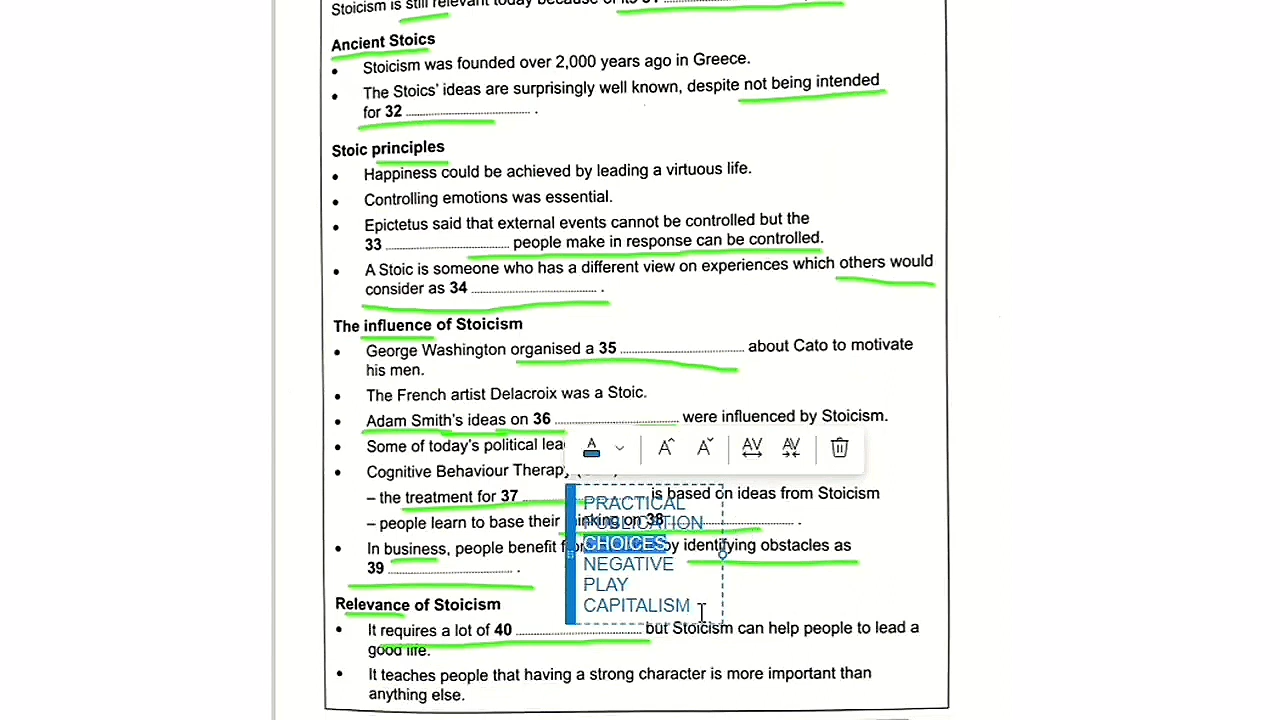 Stoicism is still relevant today because of its 31 ........................
Ancient Stoics
• Stoicism was founded over 2,000 years ago in Greece.
• The Stoics' ideas are surprisingly well known, despite not being intended
for 32 ........................ .
Stoic principles
• Happiness could be achieved by leading a virtuous life.
• Controlling emotions was essential.
• Epictetus said that external events cannot be controlled but the
33 ........................ people make in response can be controlled.
• A Stoic is someone who has a different view on experiences which others would
consider as 34 ........................ .
The influence of Stoicism
• George Washington organised a 35 ........................ about Cato to motivate
his men.
• The French artist Delacroix was a Stoic.
• Adam Smith's ideas on 36 ........................ were influenced by Stoicism.
• Some of today's political lea
• Cognitive Behaviour Therapy
– the treatment for 37 ........................ is based on ideas from Stoicism
– people learn to base their thinking on 38 ........................ .
• In business, people benefit from by identifying obstacles as
39 ........................ .
PRACTICAL
PUBLICATION
CHOICES
NEGATIVE
PLAY
CAPITALISM
Relevance of Stoicism
• It requires a lot of 40 ........................ but Stoicism can help people to lead a
good life.
• It teaches people that having a strong character is more important than
anything else.